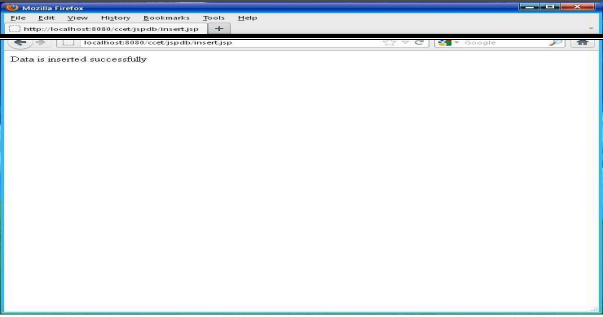 Mozilla Firefox
File Edit View History Bookmarks Tools Help
http://localhost:8080/ccet/jspdb/insert.jsp
localhost:8080/ccet/jspdb/insert.jsp
Google
Data is inserted successfully